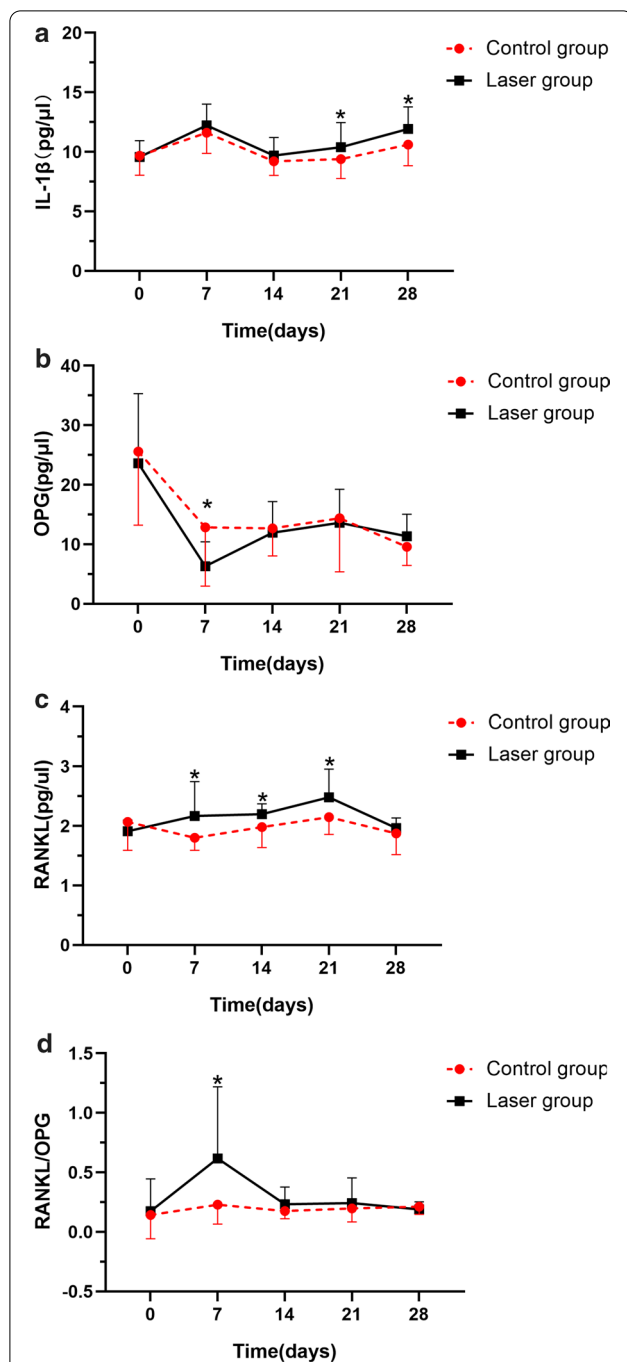 a
20
15
10
5
0
IL-1β(pg/µl)
* *
0 7 14 21 28
Time(days)
Control group
Laser group
b
40
30
20
10
0
OPG(pg/µl)
*
0 7 14 21 28
Time(days)
Control group
Laser group
c
4
3
2
1
0
RANKL(pg/ul)
* * *
0 7 14 21 28
Time(days)
Control group
Laser group
d
1.5
1.0
0.5
0.0
-0.5
RANKL/OPG
*
0 7 14 21 28
Time(days)
Control group
Laser group